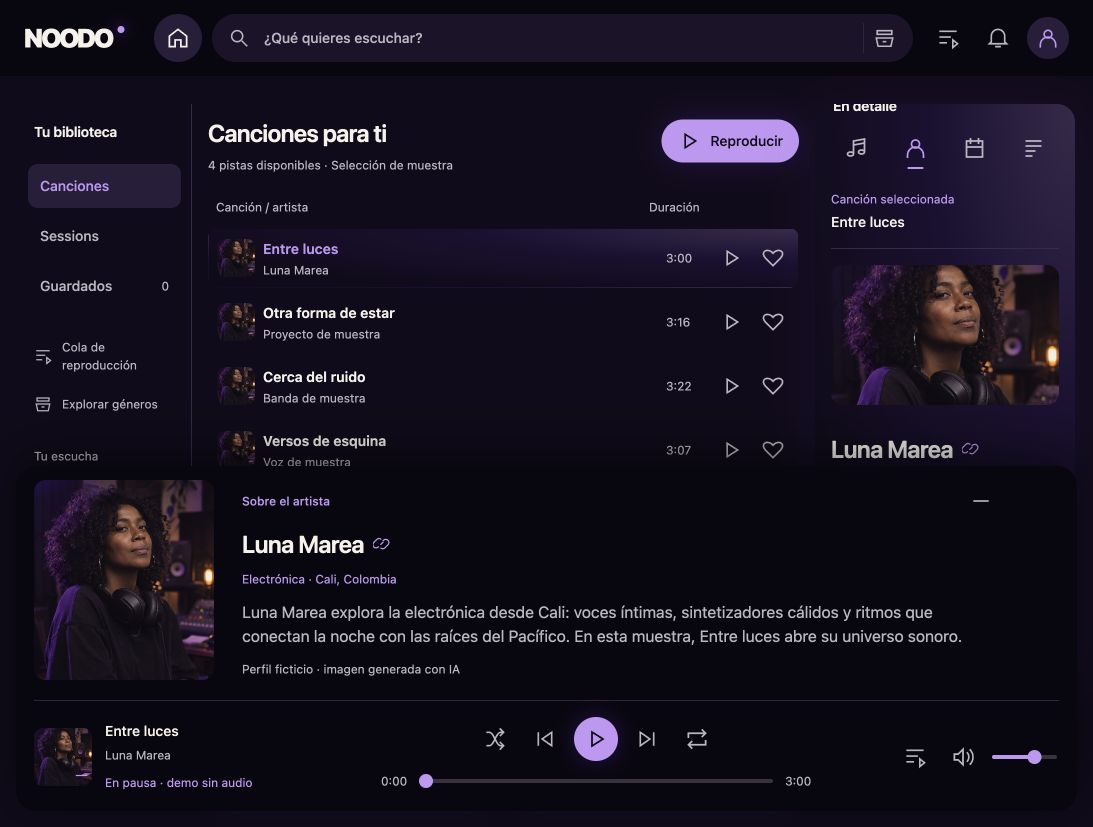 NOODO
¿Qué quieres escuchar?
Tu biblioteca
Canciones
Sessions
Guardados 0
Cola de
reproducción
Explorar géneros
Tu escucha
Canciones para ti
4 pistas disponibles · Selección de muestra
Reproducir
Canción / artista Duración
Entre luces
Luna Marea
3:00
Otra forma de estar
Proyecto de muestra
3:16
Cerca del ruido
Banda de muestra
3:22
Versos de esquina
Voz de muestra
3:07
En detalle
Canción seleccionada
Entre luces
Luna Marea
Sobre el artista
Luna Marea
Electrónica · Cali, Colombia
Luna Marea explora la electrónica desde Cali: voces íntimas, sintetizadores cálidos y ritmos que
conectan la noche con las raíces del Pacífico. En esta muestra, Entre luces abre su universo sonoro.
Perfil ficticio · imagen generada con IA
Entre luces
Luna Marea
En pausa · demo sin audio
0:00 3:00